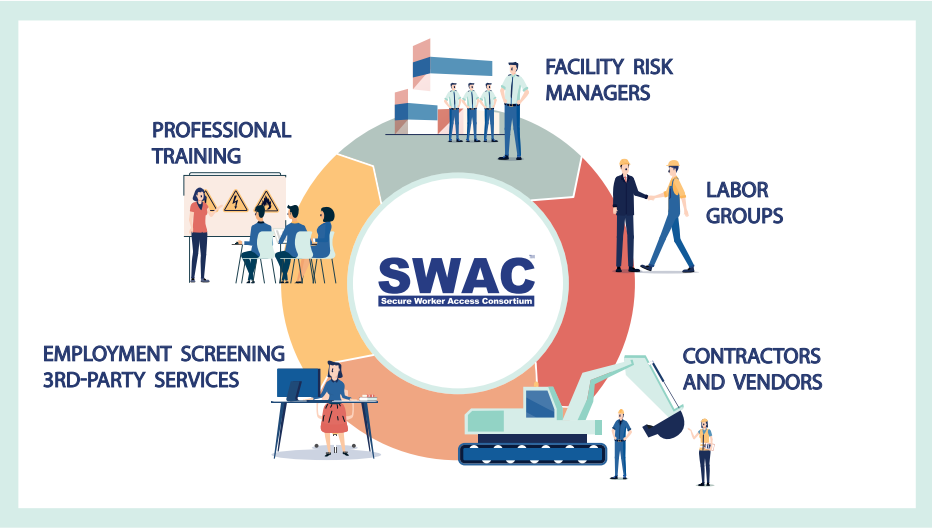 FACILITY RISK
MANAGERS
PROFESSIONAL
TRAINING
LABOR
GROUPS
SWAC™
Secure Worker Access Consortium
EMPLOYMENT SCREENING
3RD-PARTY SERVICES
CONTRACTORS
AND VENDORS